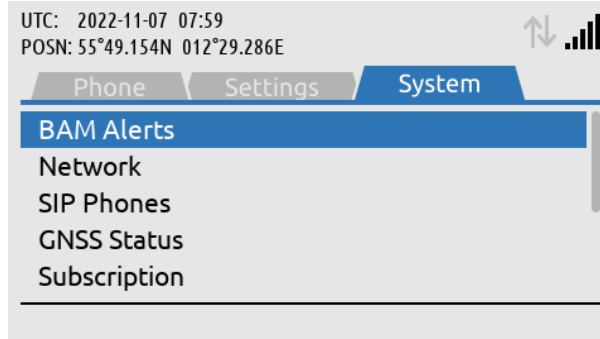 UTC: 2022-11-07 07:59
POSN: 55°49.154N 012°29.286E
Phone Settings System
BAM Alerts
Network
SIP Phones
GNSS Status
Subscription